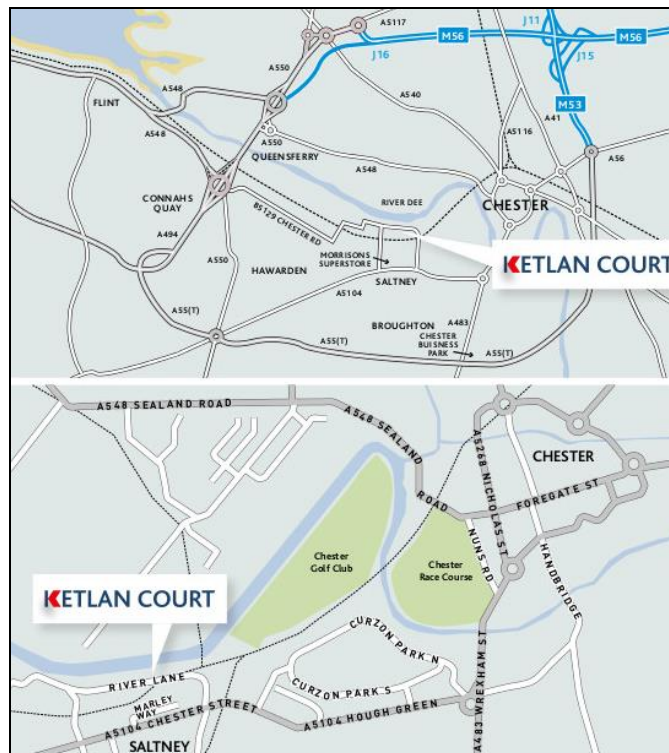 A5117
J11
M56
M56
J16
J15
A550
A548
A540
M53
FLINT
A41
A5116
A548
A550
QUEENSFERRY
A548
A56
CONNAHS
QUAY
RIVER DEE
CHESTER
B5129 CHESTER RD
A494
A550
HAWARDEN
MORRISONS
SUPERSTORE
KETLAN COURT
SALTNEY
A5104
BROUGHTON
A483
CHESTER
BUISNESS
PARK
A55(T)
A55(T)
A55(T)
A548 SEALAND ROAD
A548 SEALAND
ROAD
A5268 NICHOLAS ST
CHESTER
FOREGATE ST
NUNS RD
HANDBRIDGE
Chester
Golf Club
Chester
Race Course
KETLAN COURT
CURZON PARK N
RIVER LANE
CURZON PARK S
MARLEY
WAY
A5104 CHESTER STREET
A5104 HOUGH GREEN
A483 WREXHAM ST
SALTNEY